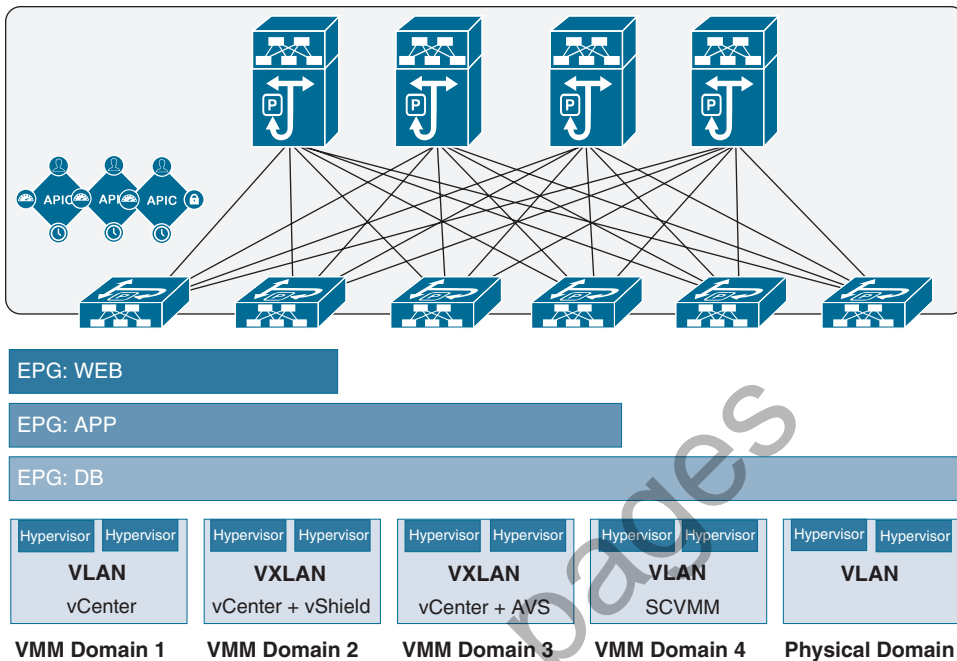 P P P P
APIC API APIC
P P P P P P
EPG: WEB
EPG: APP
EPG: DB
Hypervisor Hypervisor Hypervisor Hypervisor Hypervisor Hypervisor Hypervisor Hypervisor Hypervisor Hypervisor
VLAN VXLAN VXLAN VLAN VLAN
vCenter vCenter + vShield vCenter + AVS SCVMM
VMM Domain 1 VMM Domain 2 VMM Domain 3 VMM Domain 4 Physical Domain
pages